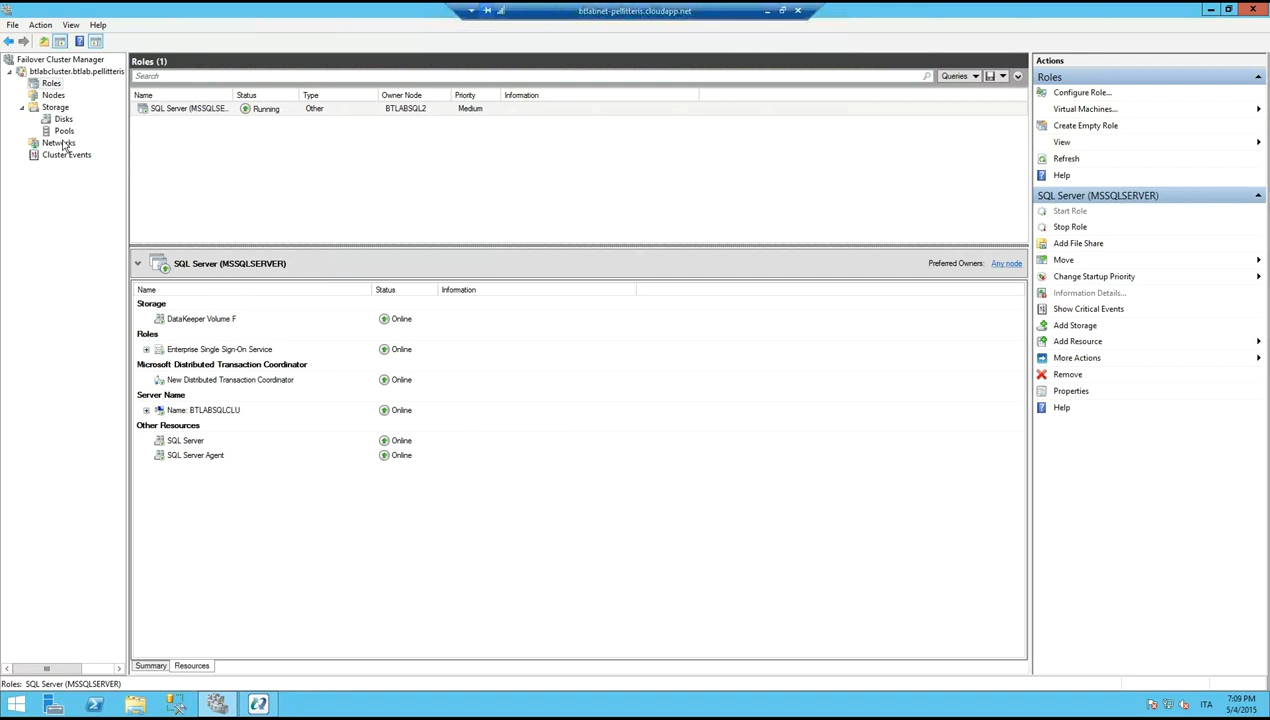 btlabnet-pellitteris.cloudapp.net
File Action View Help
Failover Cluster Manager
btlabcluster.btlab.pellitteris
Roles
Nodes
Storage
Disks
Pools
Networks
Cluster Events
Roles (1)
Search
Queries
Name Status Type Owner Node Priority Information
SQL Server (MSSQLSE... Running Other BTLABSQL2 Medium
SQL Server (MSSQLSERVER)
Preferred Owners: Any node
Name Status Information
Storage
DataKeeper Volume F Online
Roles
Enterprise Single Sign-On Service Online
Microsoft Distributed Transaction Coordinator
New Distributed Transaction Coordinator Online
Server Name
Name: BTLABSQLCLU Online
Other Resources
SQL Server Online
SQL Server Agent Online
Summary Resources
Actions
Roles
Configure Role...
Virtual Machines...
Create Empty Role
View
Refresh
Help
SQL Server (MSSQLSERVER)
Start Role
Stop Role
Add File Share
Move
Change Startup Priority
Information Details...
Show Critical Events
Add Storage
Add Resource
More Actions
Remove
Properties
Help
Roles: SQL Server (MSSQLSERVER)
ITA
7:09 PM
5/4/2015